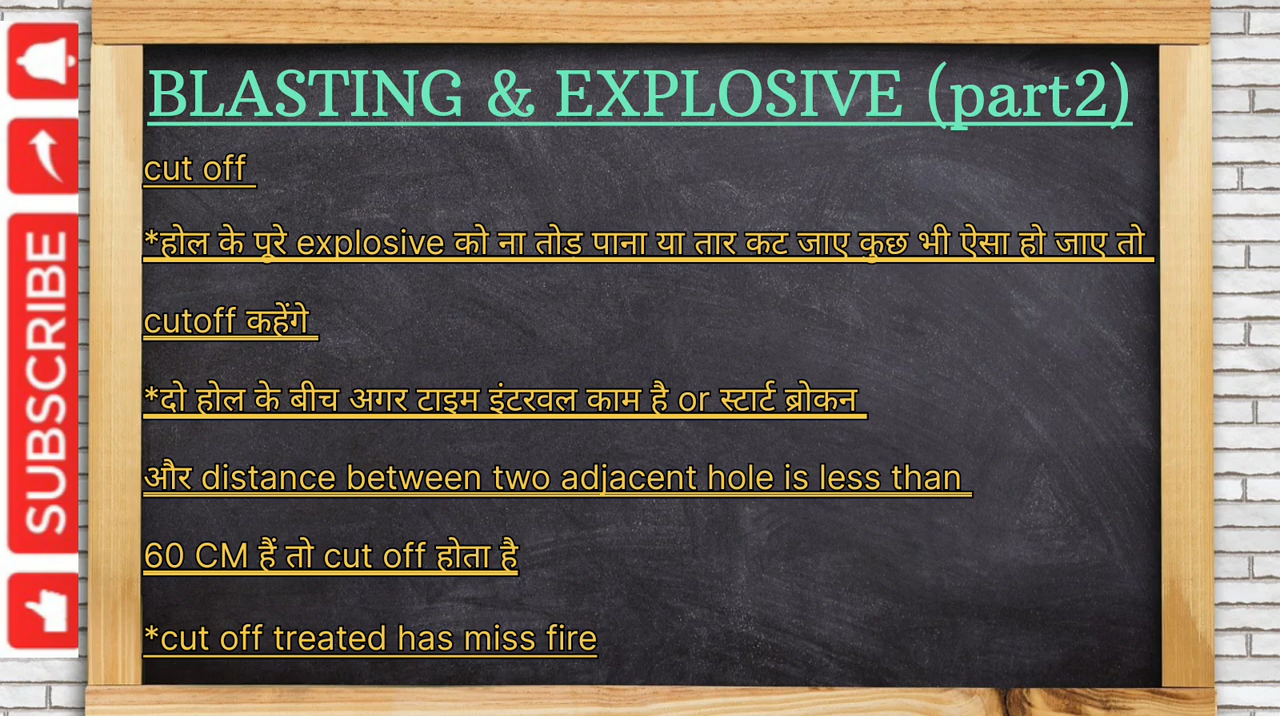 BLASTING & EXPLOSIVE (part2)
cut off
*होल के पूरे explosive को ना तोड पाना या तार कट जाए कुछ भी ऐसा हो जाए तो
cutoff कहेंगे
*दो होल के बीच अगर टाइम इंटरवल काम है or स्टार्ट ब्रोकन
और distance between two adjacent hole is less than
60 CM हैं तो cut off होता है
*cut off treated has miss fire
SUBSCRIBE